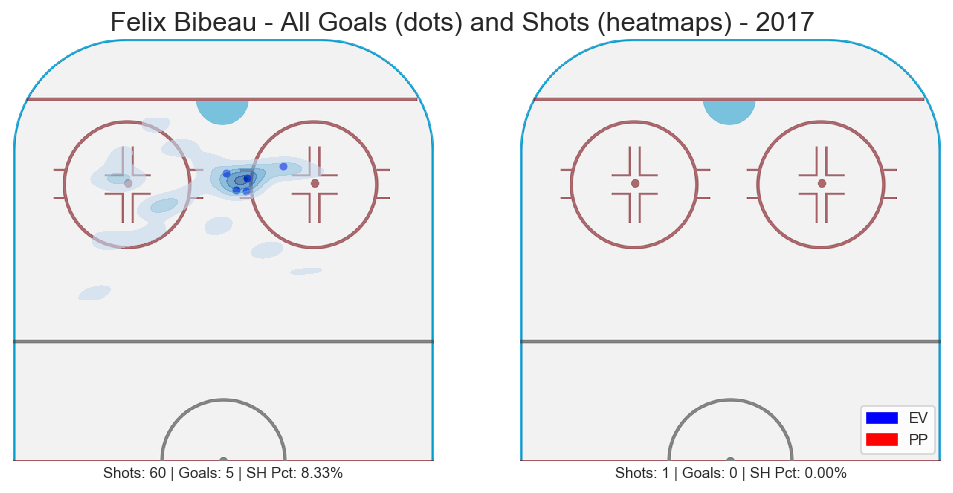 Felix Bibeau - All Goals (dots) and Shots (heatmaps) - 2017
EV
PP
Shots: 60 | Goals: 5 | SH Pct: 8.33%
Shots: 1 | Goals: 0 | SH Pct: 0.00%